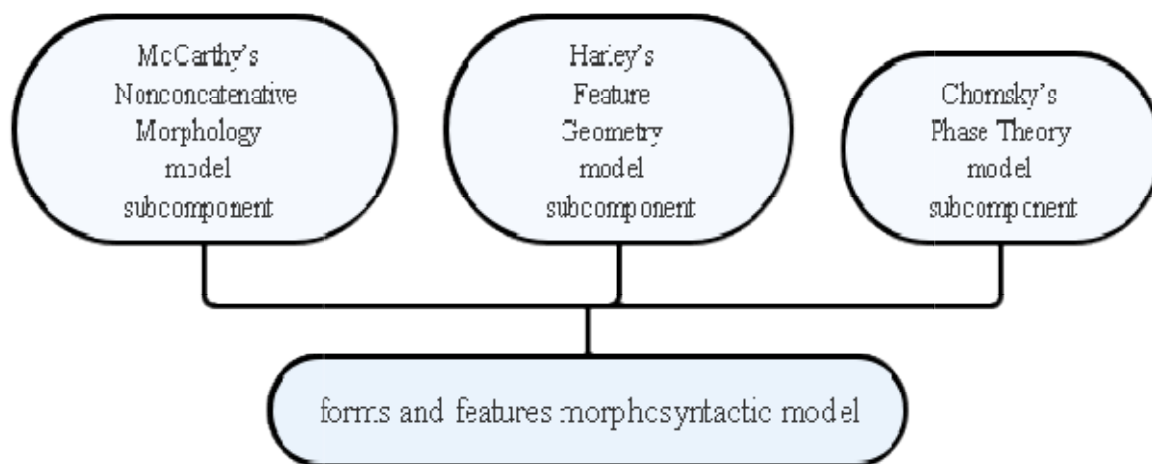 McCarthy's
Nonconcatenative
Morphology
model
subcomponent
Harley's
Feature
Geometry
model
subcomponent
Chomsky's
Phase Theory
model
subcomponent
forms and features morphosyntactic model